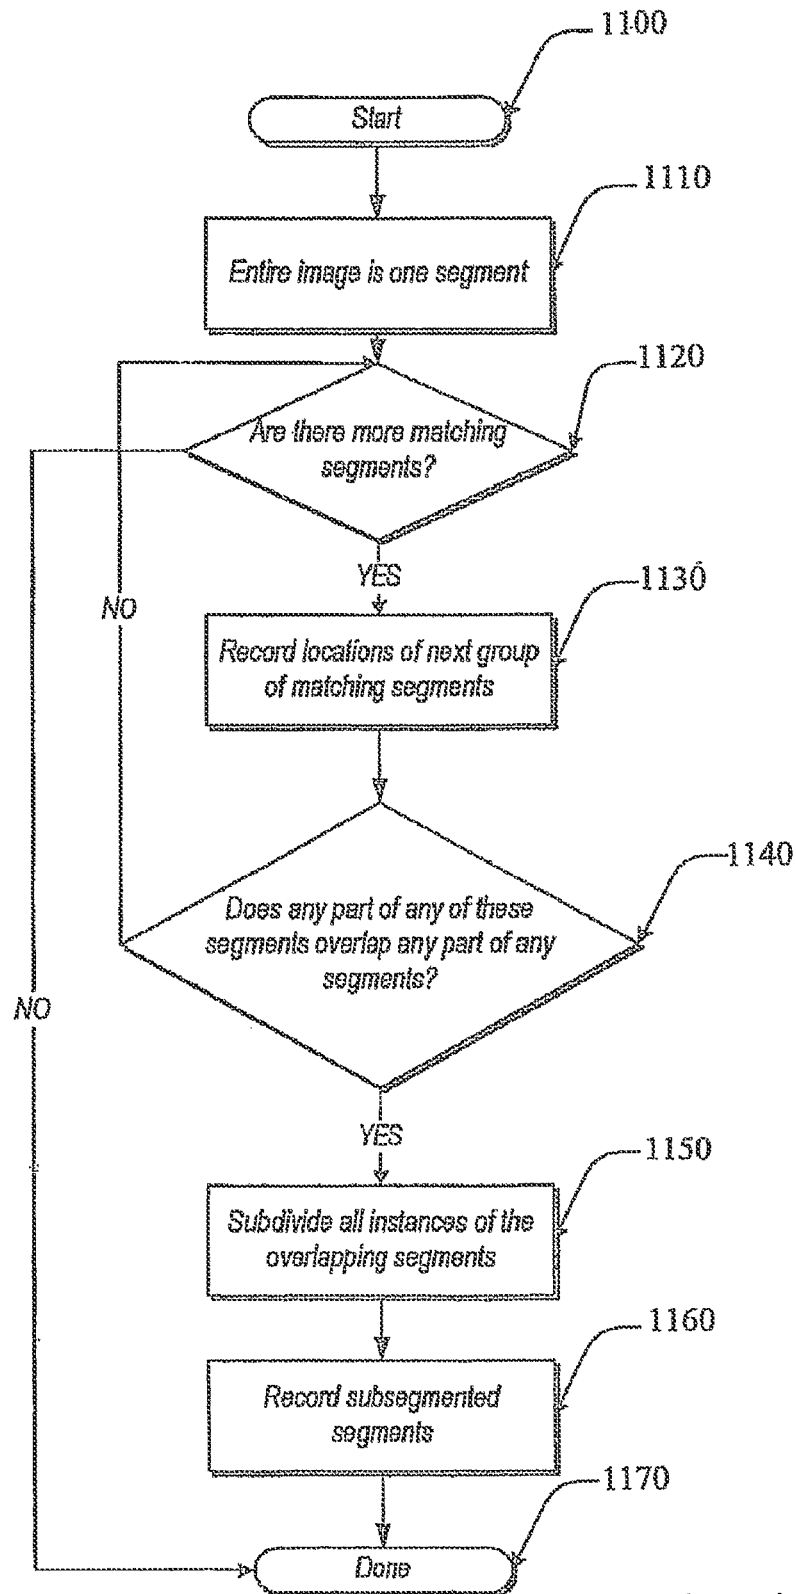 1100
Start
1110
Entire image is one segment
1120
Are there more matching
segments?
YES
1130
NO
Record locations of next group
of matching segments
1140
Does any part of any of these
segments overlap any part of any
segments?
NO
YES
1150
Subdivide all instances of the
overlapping segments
1160
Record subsegmented
segments
1170
Done